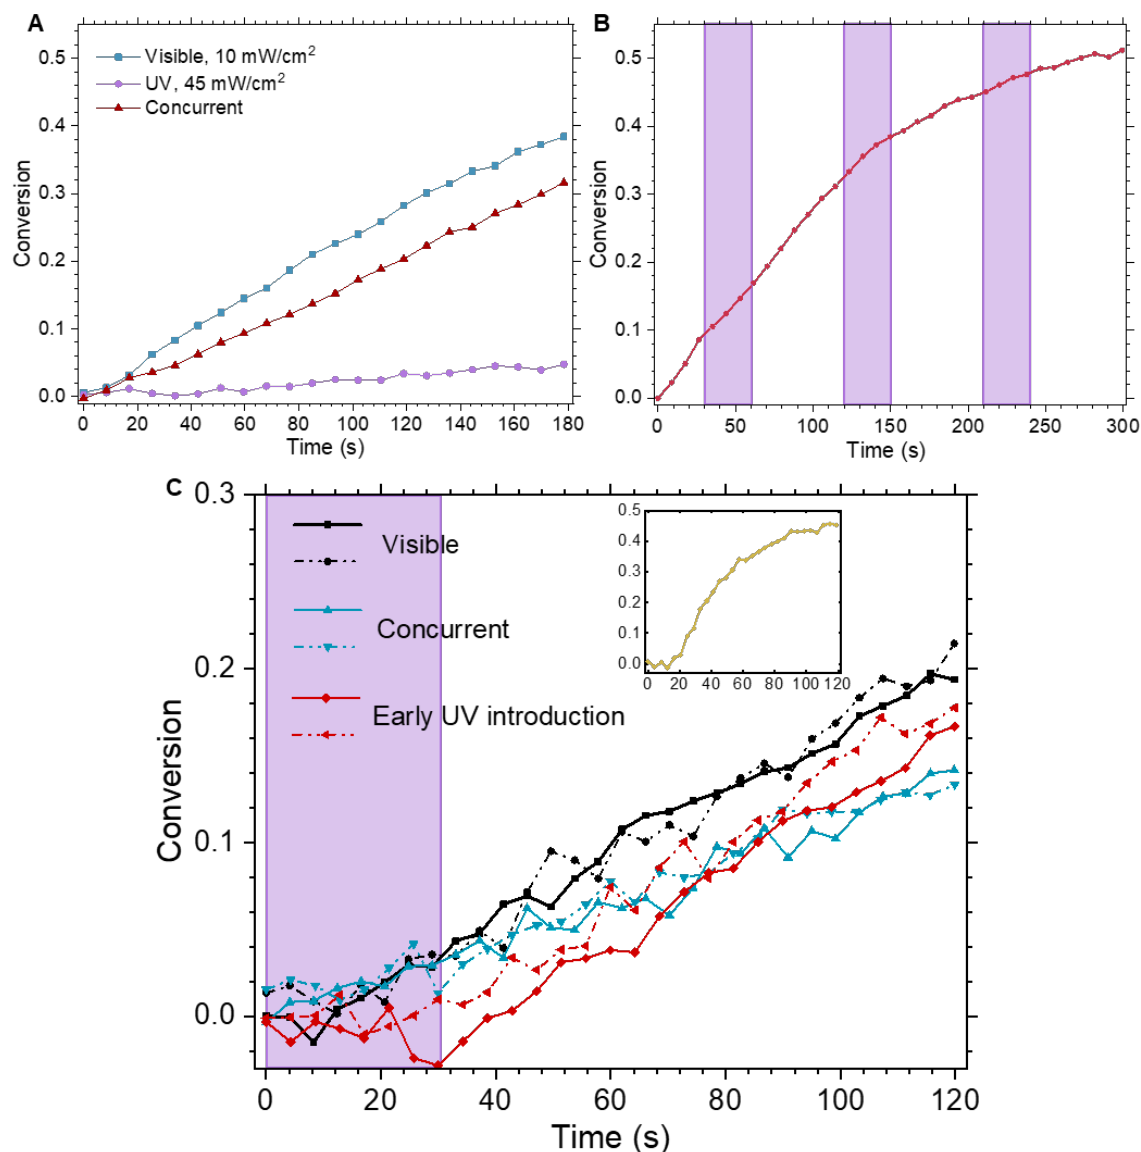 A
Visible, 10 mW/cm²
UV, 45 mW/cm²
Concurrent
0.5
0.4
0.3
0.2
0.1
0.0
Conversion
0 20 40 60 80 100 120 140 160 180
Time (s)
B
0.5
0.4
0.3
0.2
0.1
0.0
Conversion
0 50 100 150 200 250 300
Time (s)
C
0.3
0.2
0.1
0.0
Conversion
Visible
Concurrent
Early UV introduction
0.5
0.4
0.3
0.2
0.1
0.0
0 20 40 60 80 100 120
0 20 40 60 80 100 120
Time (s)